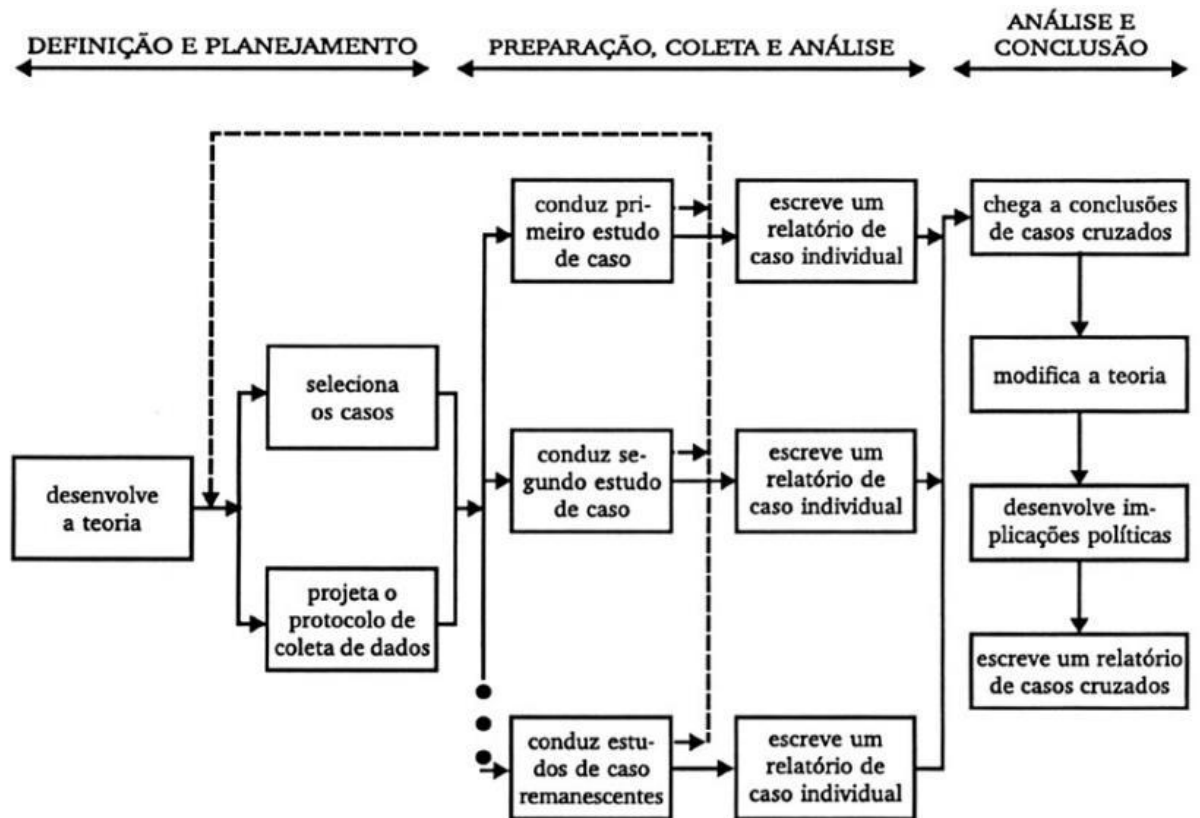 DEFINIÇÃO E PLANEJAMENTO
PREPARAÇÃO, COLETA E ANÁLISE
ANÁLISE E
CONCLUSÃO
desenvolve
a teoria
seleciona
os casos
projeta o
protocolo de
coleta de dados
conduz pri-
meiro estudo
de caso
escreve um
relatório de
caso individual
conduz se-
gundo estudo
de caso
escreve um
relatório de
caso individual
conduz estu-
dos de caso
remanescentes
escreve um
relatório de
caso individual
chega a conclusões
de casos cruzados
modifica a teoria
desenvolve im-
plicações políticas
escreve um relatório
de casos cruzados